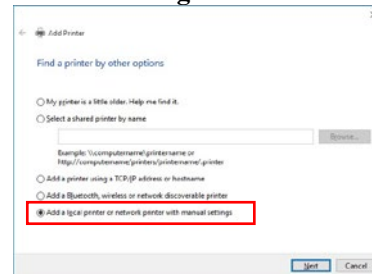 Add Printer
Find a printer by other options
My printer is a little older. Help me find it.
Select a shared printer by name
Browse...
Example: \\computername\printername or
http://computername/printers/printername/.printer
Add a printer using a TCP/IP address or hostname
Add a Bluetooth, wireless or network discoverable printer
Add a local printer or network printer with manual settings
Next Cancel